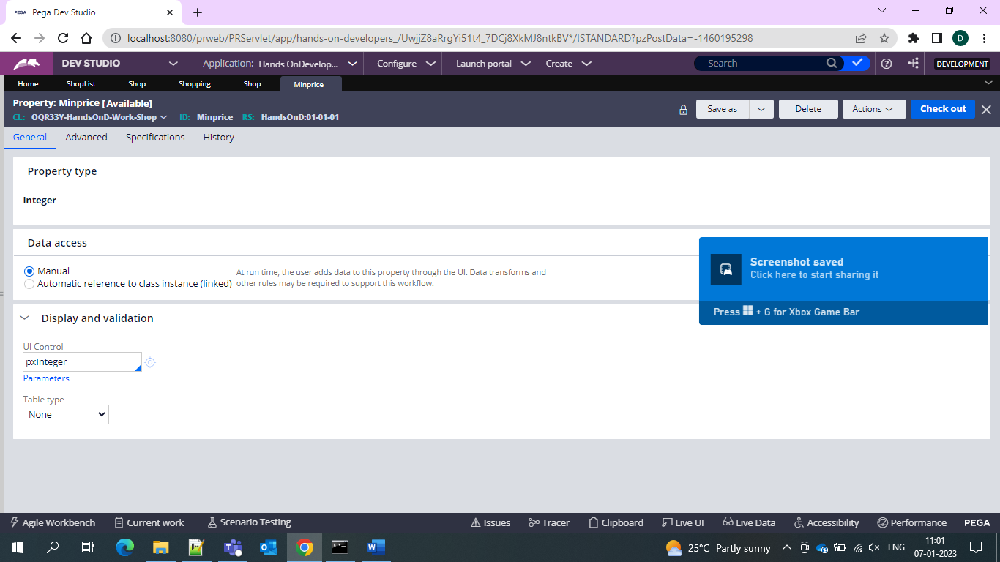 PEGA Pega Dev Studio
localhost:8080/prweb/PRServlet/app/hands-on-developers_/UwjjZ8aRrgYi51t4_7DCj8XkMJ8ntkBV*/!STANDARD?pzPostData=-1460195298
D
DEV STUDIO Application: Hands OnDevelop... Configure Launch portal Create Search DEVELOPMENT
Home ShopList Shop Shopping Shop Minprice
Property: Minprice [Available]
CL: OQR33Y-HandsOnD-Work-Shop ID: Minprice RS: HandsOnD:01-01-01
Save as Delete Actions Check out
General Advanced Specifications History
Property type
Integer
Data access
Manual
Automatic reference to class instance (linked)
At run time, the user adds data to this property through the UI. Data transforms and
other rules may be required to support this workflow.
Screenshot saved
Click here to start sharing it
Press + G for Xbox Game Bar
Display and validation
UI Control
pxInteger
Parameters
Table type
None
Agile Workbench Current work Scenario Testing Issues Tracer Clipboard Live UI Live Data Accessibility Performance PEGA
25°C Partly sunny ENG 11:01
07-01-2023